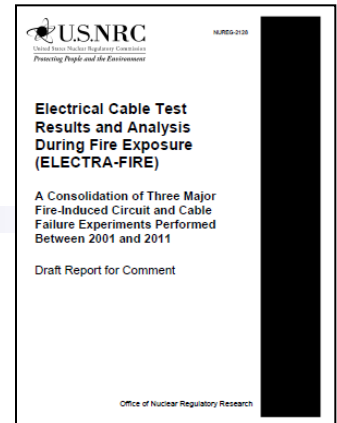 U.S.NRC
NUREG-2128
United States Nuclear Regulatory Commission
Protecting People and the Environment
Electrical Cable Test
Results and Analysis
During Fire Exposure
(ELECTRA-FIRE)
A Consolidation of Three Major
Fire-Induced Circuit and Cable
Failure Experiments Performed
Between 2001 and 2011
Draft Report for Comment
Office of Nuclear Regulatory Research